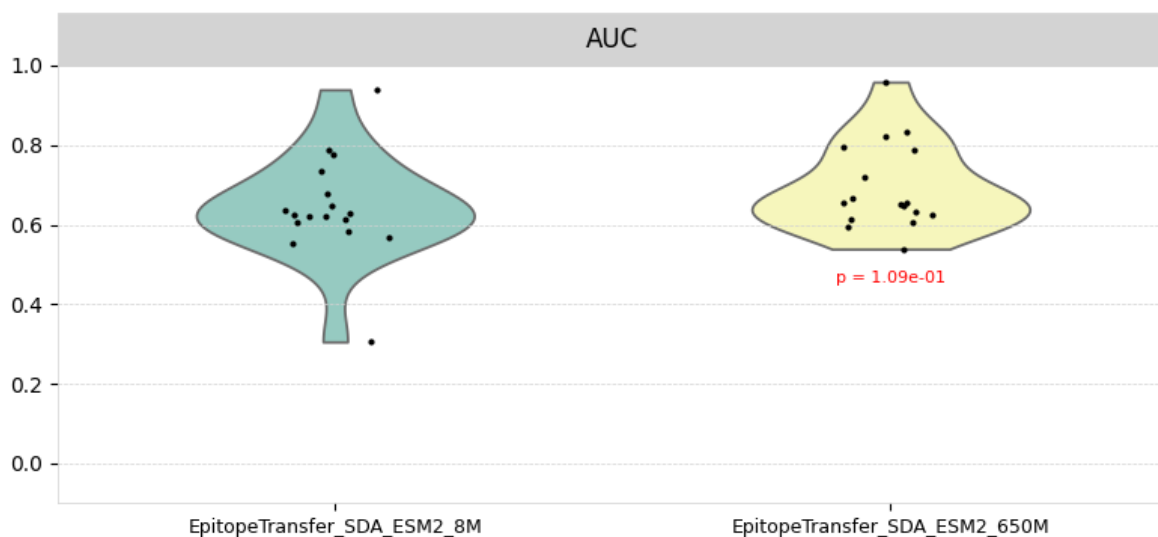 AUC
1.0
0.8
0.6
0.4
0.2
0.0
p = 1.09e-01
EpitopeTransfer_SDA_ESM2_8M
EpitopeTransfer_SDA_ESM2_650M